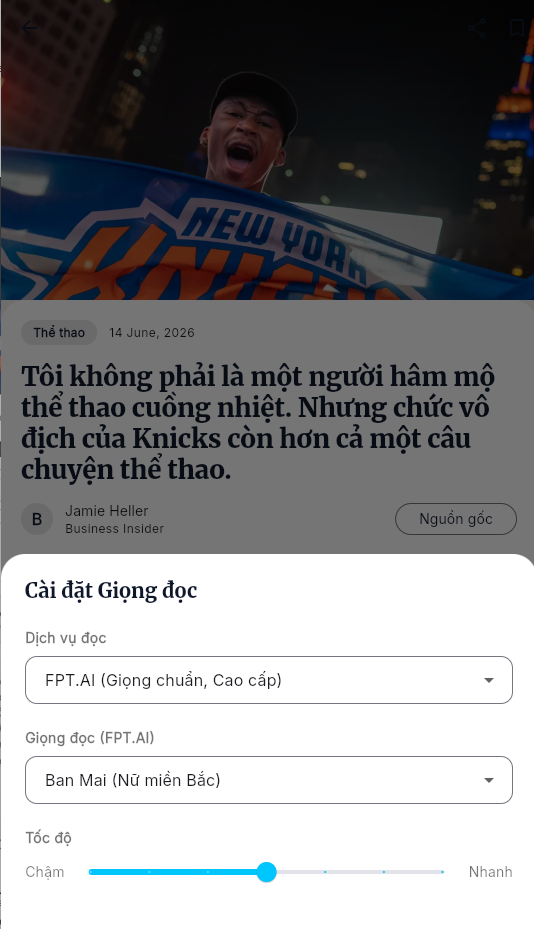 NEW YORK
KNICK
Thể thao
14 June, 2026
Tôi không phải là một người hâm mộ
thể thao cuồng nhiệt. Nhưng chức vô
địch của Knicks còn hơn cả một câu
chuyện thể thao.
B
Jamie Heller
Business Insider
Nguồn gốc
Cài đặt Giọng đọc
Dịch vụ đọc
FPT.AI (Giọng chuẩn, Cao cấp)
Giọng đọc (FPT.AI)
Ban Mai (Nữ miền Bắc)
Tốc độ
Chậm
Nhanh